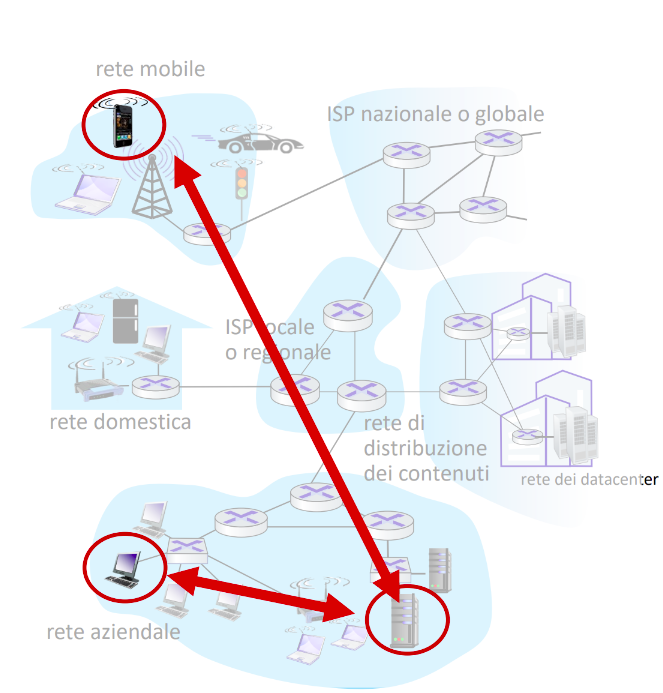 rete mobile
ISP nazionale o globale
ISP locale
o regionale
rete domestica
rete di
distribuzione
dei contenuti
rete dei datacenter
rete aziendale